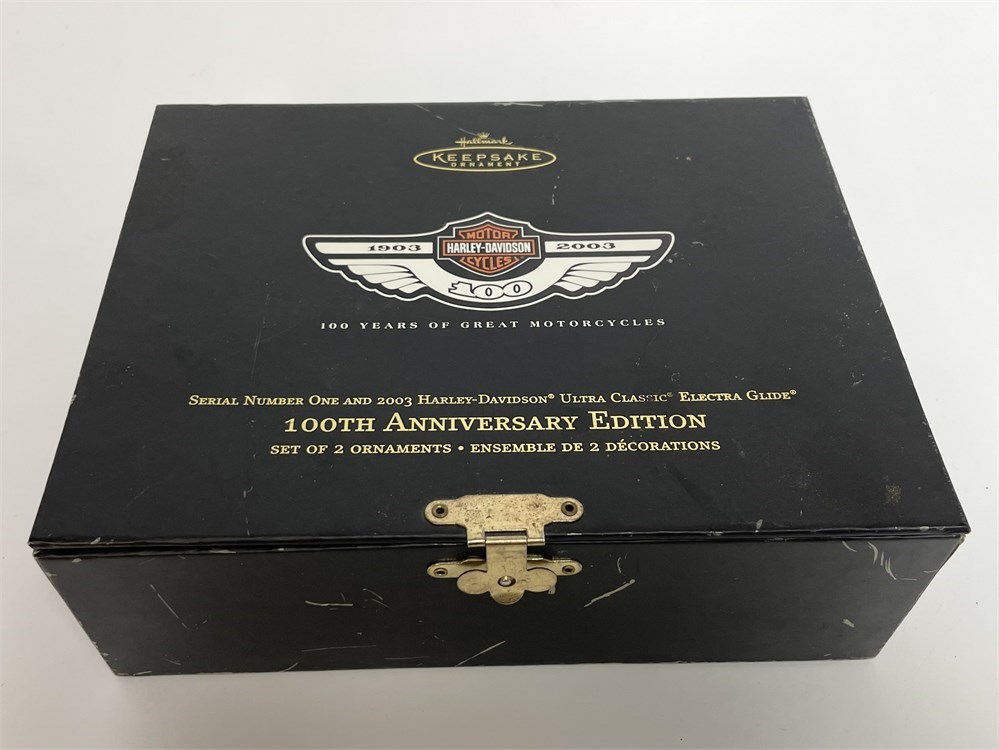 Hallmark
KEEPSAKE
ORNAMENT
MOTOR
1903 HARLEY-DAVIDSON 2003
CYCLES
100
100 YEARS OF GREAT MOTORCYCLES
SERIAL NUMBER ONE AND 2003 HARLEY-DAVIDSON® ULTRA CLASSIC® ELECTRA GLIDE®
100TH ANNIVERSARY EDITION
SET OF 2 ORNAMENTS • ENSEMBLE DE 2 DÉCORATIONS